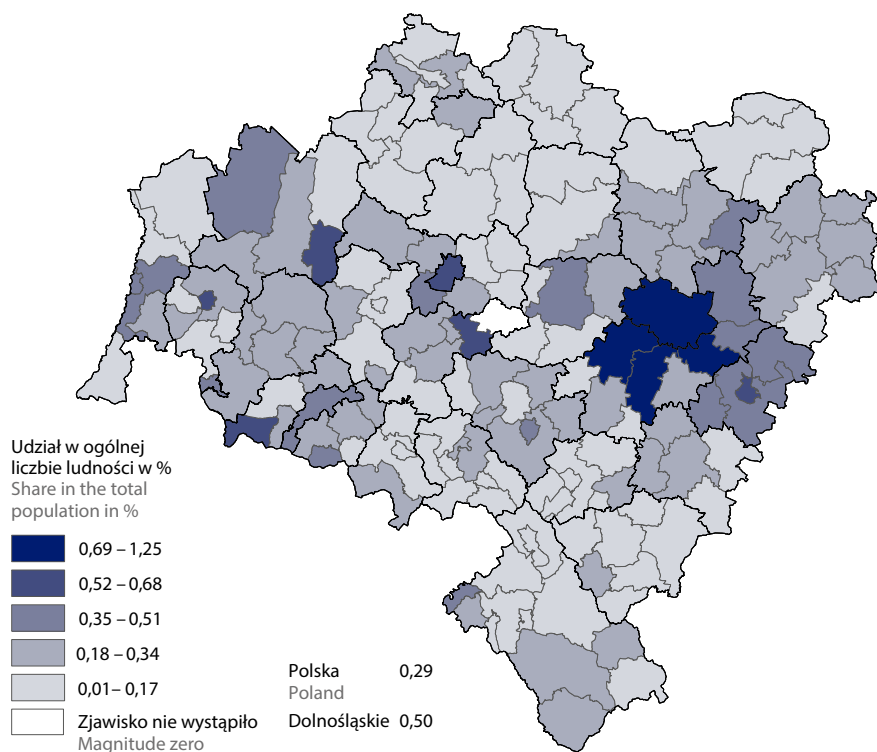 Udział w ogólnej
liczbie ludności w %
Share in the total
population in %
0,69 – 1,25
0,52 – 0,68
0,35 – 0,51
0,18 – 0,34
0,01– 0,17
Zjawisko nie wystąpiło
Magnitude zero
Polska 0,29
Poland
Dolnośląskie 0,50